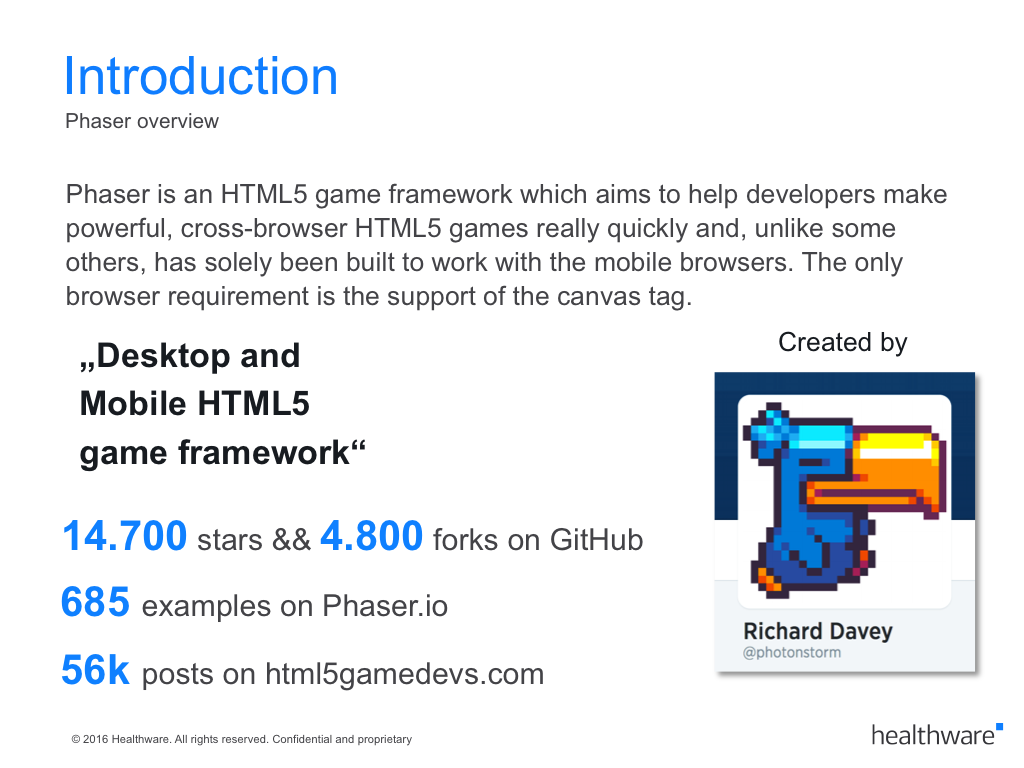 Introduction
Phaser overview
Phaser is an HTML5 game framework which aims to help developers make
powerful, cross-browser HTML5 games really quickly and, unlike some
others, has solely been built to work with the mobile browsers. The only
browser requirement is the support of the canvas tag.
„Desktop and
Mobile HTML5
game framework“
14.700 stars && 4.800 forks on GitHub
685 examples on Phaser.io
56k posts on html5gamedevs.com
Created by
Richard Davey
@photonstorm
© 2016 Healthware. All rights reserved. Confidential and proprietary
healthware